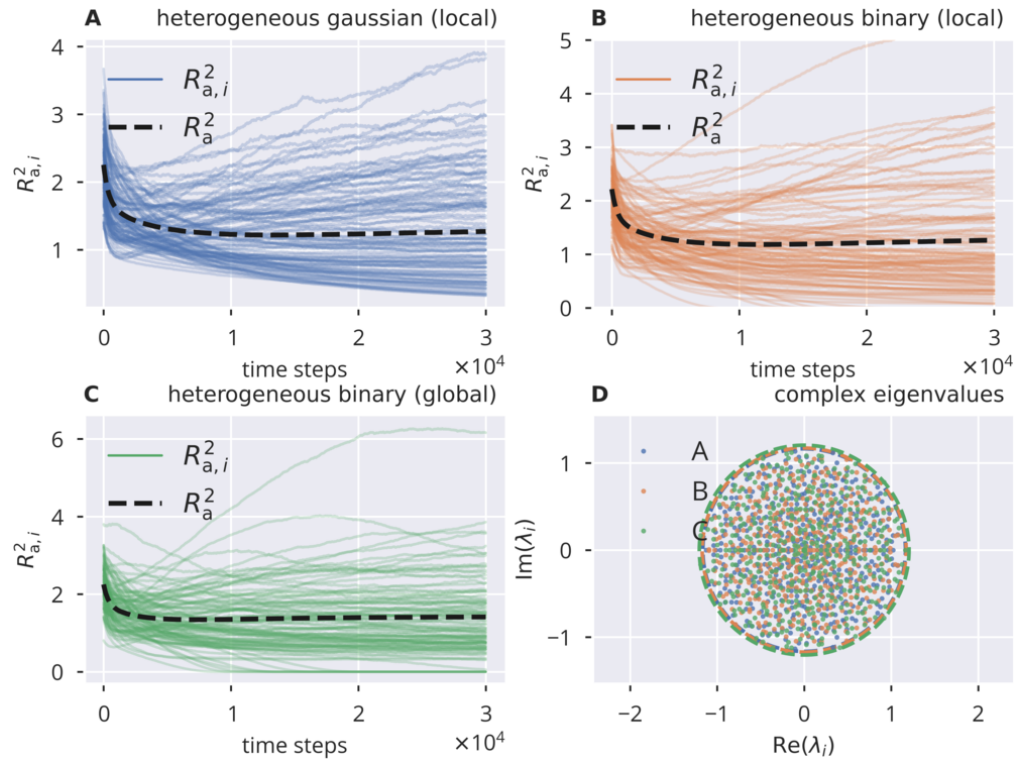 A heterogeneous gaussian (local)
4
3
2
1
R²a,i
R²a,i
R²a
0 1 2 3
time steps ×10⁴
B heterogeneous binary (local)
5
4
3
2
1
0
R²a,i
R²a,i
R²a
0 1 2 3
time steps ×10⁴
C heterogeneous binary (global)
6
4
2
0
R²a,i
R²a,i
R²a
0 1 2 3
time steps ×10⁴
D complex eigenvalues
1
0
−1
Im(λi)
A
B
C
−2 −1 0 1 2
Re(λi)